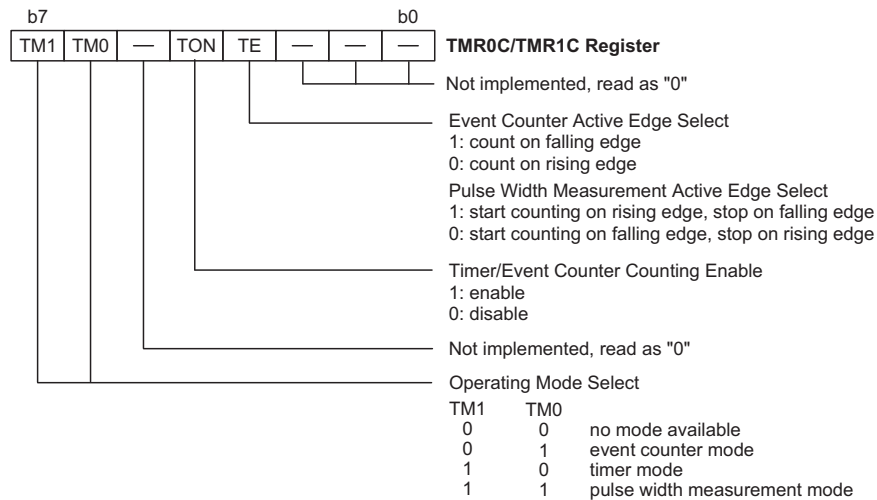 b7 b0
TM1 TM0 — TON TE — — — TMR0C/TMR1C Register
Not implemented, read as "0"
Event Counter Active Edge Select
1: count on falling edge
0: count on rising edge
Pulse Width Measurement Active Edge Select
1: start counting on rising edge, stop on falling edge
0: start counting on falling edge, stop on rising edge
Timer/Event Counter Counting Enable
1: enable
0: disable
Not implemented, read as "0"
Operating Mode Select
TM1 TM0
0 0 no mode available
0 1 event counter mode
1 0 timer mode
1 1 pulse width measurement mode